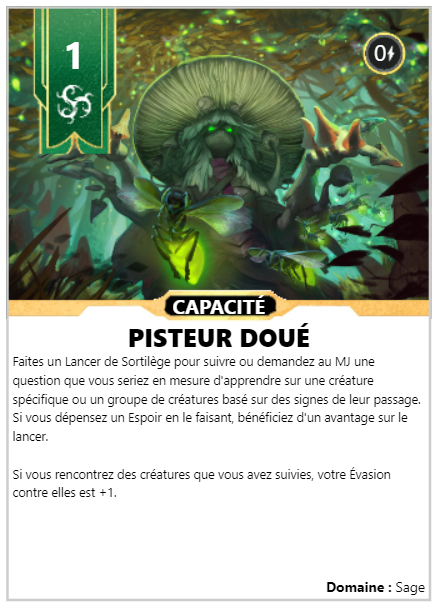 1
0
CAPACITÉ
PISTEUR DOUÉ
Faites un Lancer de Sortilège pour suivre ou demandez au MJ une
question que vous seriez en mesure d'apprendre sur une créature
spécifique ou un groupe de créatures basé sur des signes de leur passage.
Si vous dépensez un Espoir en le faisant, bénéficiez d'un avantage sur le
lancer.
Si vous rencontrez des créatures que vous avez suivies, votre Évasion
contre elles est +1.
Domaine : Sage